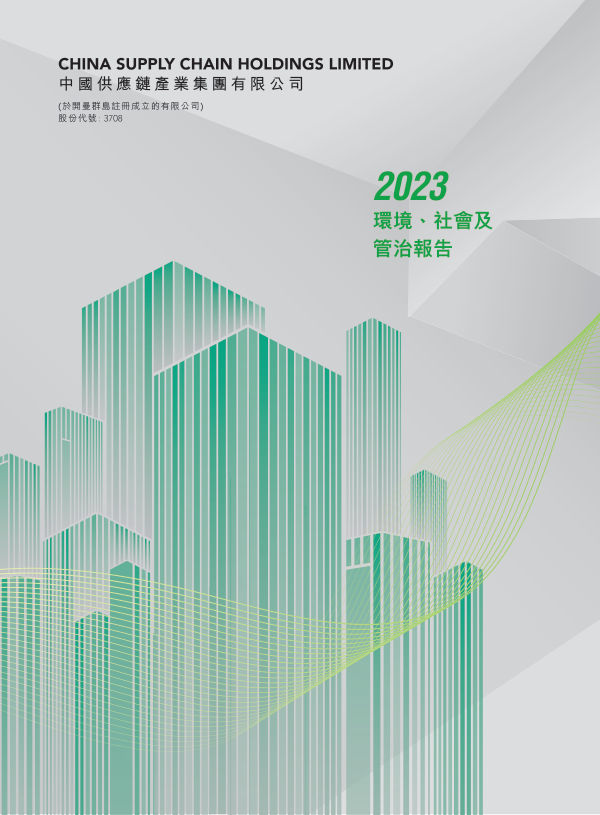 CHINA SUPPLY CHAIN HOLDINGS LIMITED
中國供應鏈產業集團有限公司
(於開曼群島註冊成立的有限公司)
股份代號: 3708
2023
環境、社會及
管治報告